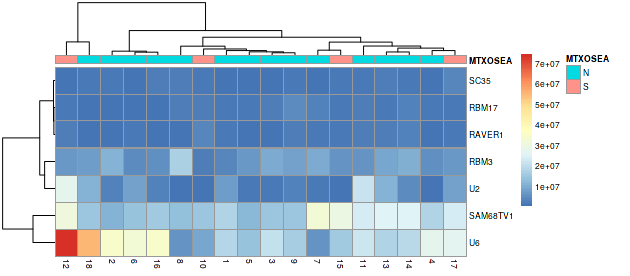 MTXOSEA
SC35
RBM17
RAVER1
RBM3
U2
SAM68TV1
U6
12 18 2 6 16 8 10 1 5 3 9 7 15 11 13 14 4 17
7e+07
6e+07
5e+07
4e+07
3e+07
2e+07
1e+07
MTXOSEA
N
S